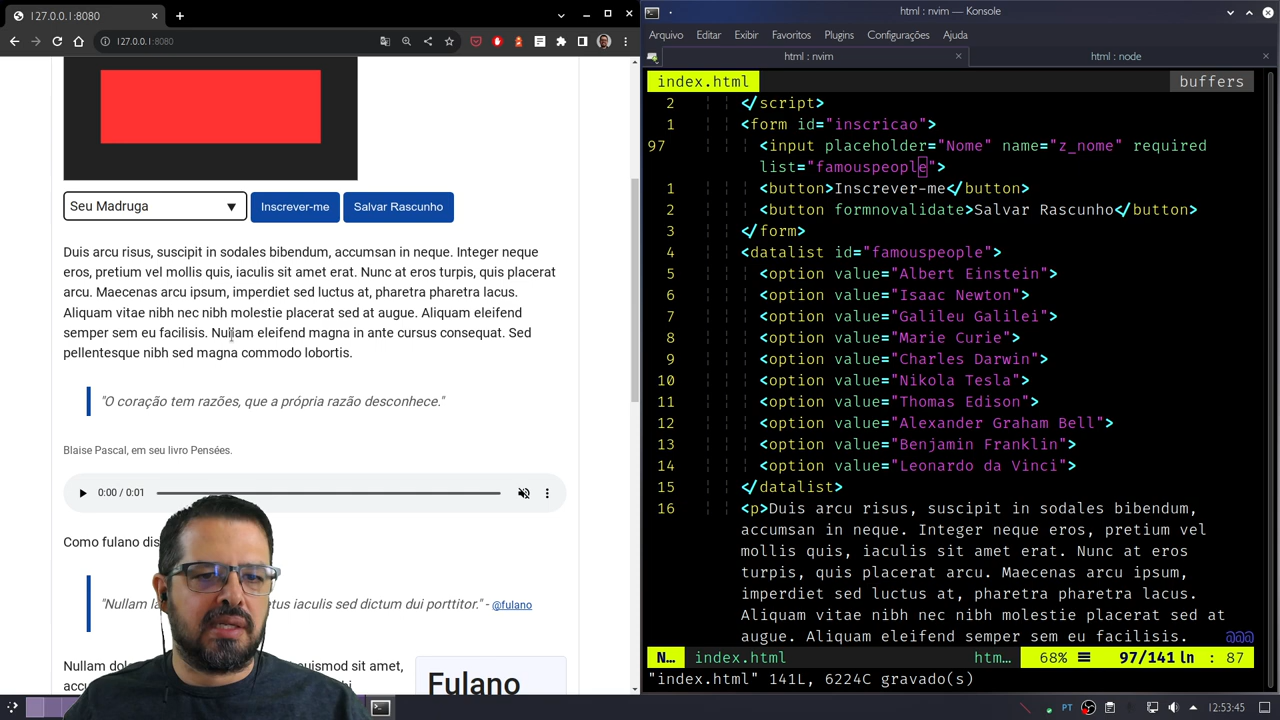 127.0.0.1:8080
127.0.0.1:8080
Seu Madruga
Inscrever-me
Salvar Rascunho
Duis arcu risus, suscipit in sodales bibendum, accumsan in neque. Integer neque
eros, pretium vel mollis quis, iaculis sit amet erat. Nunc at eros turpis, quis placerat
arcu. Maecenas arcu ipsum, imperdiet sed luctus at, pharetra pharetra lacus.
Aliquam vitae nibh nec nibh molestie placerat sed at augue. Aliquam eleifend
semper sem eu facilisis. Nullam eleifend magna in ante cursus consequat. Sed
pellentesque nibh sed magna commodo lobortis.
"O coração tem razões, que a própria razão desconhece."
Blaise Pascal, em seu livro Pensées.
0:00 / 0:01
Como fulano
"Nullam
iaculis sed dictum dui porttitor." - @fulano
Nullam
sit amet,
Fulano
html : nvim — Konsole
Arquivo Editar Exibir Favoritos Plugins Configurações Ajuda
html : nvim
html : node
index.html
buffers
2 </script>
1 <form id="inscricao">
97 <input placeholder="Nome" name="z_nome" required
list="famouspeople">
1 <button>Inscrever-me</button>
2 <button formnovalidate>Salvar Rascunho</button>
3 </form>
4 <datalist id="famouspeople">
5 <option value="Albert Einstein">
6 <option value="Isaac Newton">
7 <option value="Galileu Galilei">
8 <option value="Marie Curie">
9 <option value="Charles Darwin">
10 <option value="Nikola Tesla">
11 <option value="Thomas Edison">
12 <option value="Alexander Graham Bell">
13 <option value="Benjamin Franklin">
14 <option value="Leonardo da Vinci">
15 </datalist>
16 <p>Duis arcu risus, suscipit in sodales bibendum,
accumsan in neque. Integer neque eros, pretium vel
mollis quis, iaculis sit amet erat. Nunc at eros
turpis, quis placerat arcu. Maecenas arcu ipsum,
imperdiet sed luctus at, pharetra pharetra lacus.
Aliquam vitae nibh nec nibh molestie placerat sed at
augue. Aliquam eleifend semper sem eu facilisis. @@@
N... index.html htm... 68% ☰ 97/141 ln : 87
"index.html" 141L, 6224C gravado(s)
PT
12:53:45